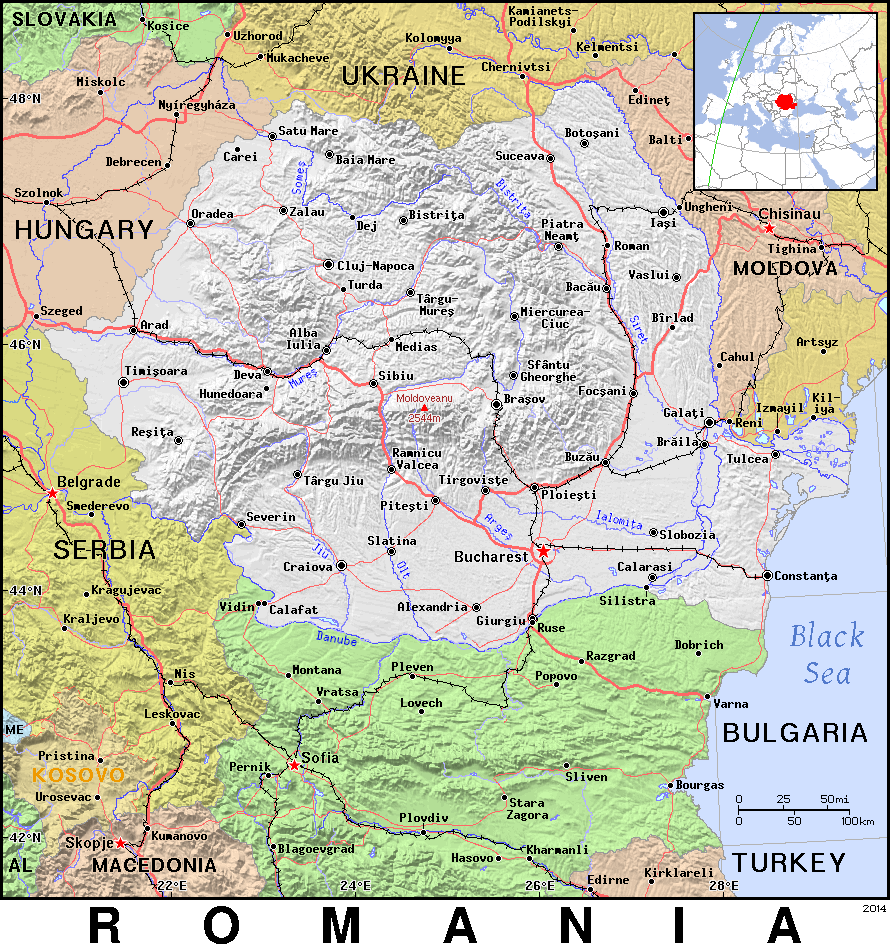 SLOVAKIA
Kosice
Uzhorod
Mukacheve
Kolomyya
Kamianets-
Podilskyi
Kelmentsi
UKRAINE
Chernivtsi
Miskolc
48°N
Nyíregyháza
Edineţ
Satu Mare
Botoşani
Balti
Carei
Baia Mare
Suceava
Debrecen
Someş
Bistriţa
Szolnok
Ungheni
Oradea
Zalau
Dej
Bistriţa
Chisinau
HUNGARY
Piatra
Neamţ
Iaşi
Roman
Tighina
Cluj-Napoca
MOLDOVA
Turda
Vaslui
Bacău
Târgu-
Mureş
Szeged
Miercurea-
Ciuc
Siret
Bîrlad
Arad
Alba
Iulia
46°N
Medias
Artsyz
Cahul
Timişoara
Deva
Mureş
Sibiu
Sfântu
Gheorghe
Hunedoara
Focşani
Moldoveanu
2544m
Braşov
Galaţi
Izmayil
Kil-
iya
Reni
Reşiţa
Brăila
Ramnicu
Valcea
Buzău
Tulcea
Belgrade
Târgu Jiu
Tirgovişte
Ploieşti
Smederevo
Piteşti
Severin
Argeş
Ialomiţa
Slobozia
SERBIA
Slatina
Jiu
Bucharest
Craiova
Olt
Calarasi
Constanţa
44°N
Kragujevac
Vidin
Calafat
Alexandria
Silistra
Kraljevo
Giurgiu
Ruse
Danube
Black
Sea
Dobrich
Razgrad
Nis
Montana
Pleven
Popovo
Vratsa
Lovech
Varna
Leskovac
ME
BULGARIA
Pristina
Sofia
KOSOVO
Pernik
Sliven
Bourgas
Urosevac
Stara
Zagora
0 25 50mi
0 50 100km
Plovdiv
42°N
Skopje
Kumanovo
Blagoevgrad
Kharmanli
Hasovo
AL
MACEDONIA
TURKEY
Kirklareli
Edirne
22°E
24°E
26°E
28°E
2014
ROMANIA